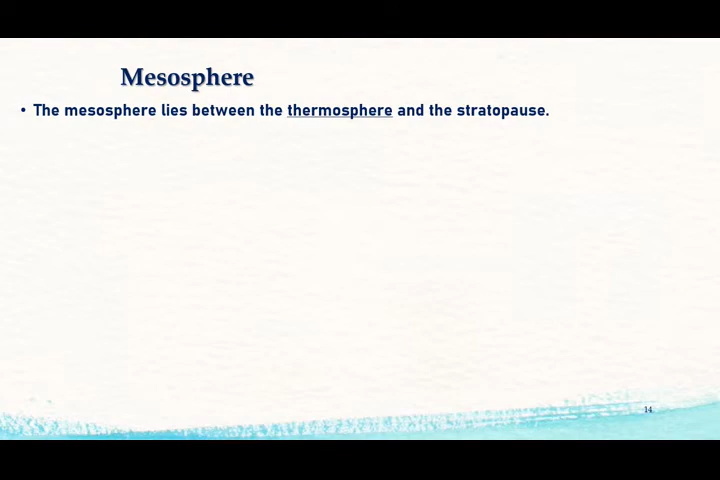 Mesosphere
• The mesosphere lies between the thermosphere and the stratopause.
14